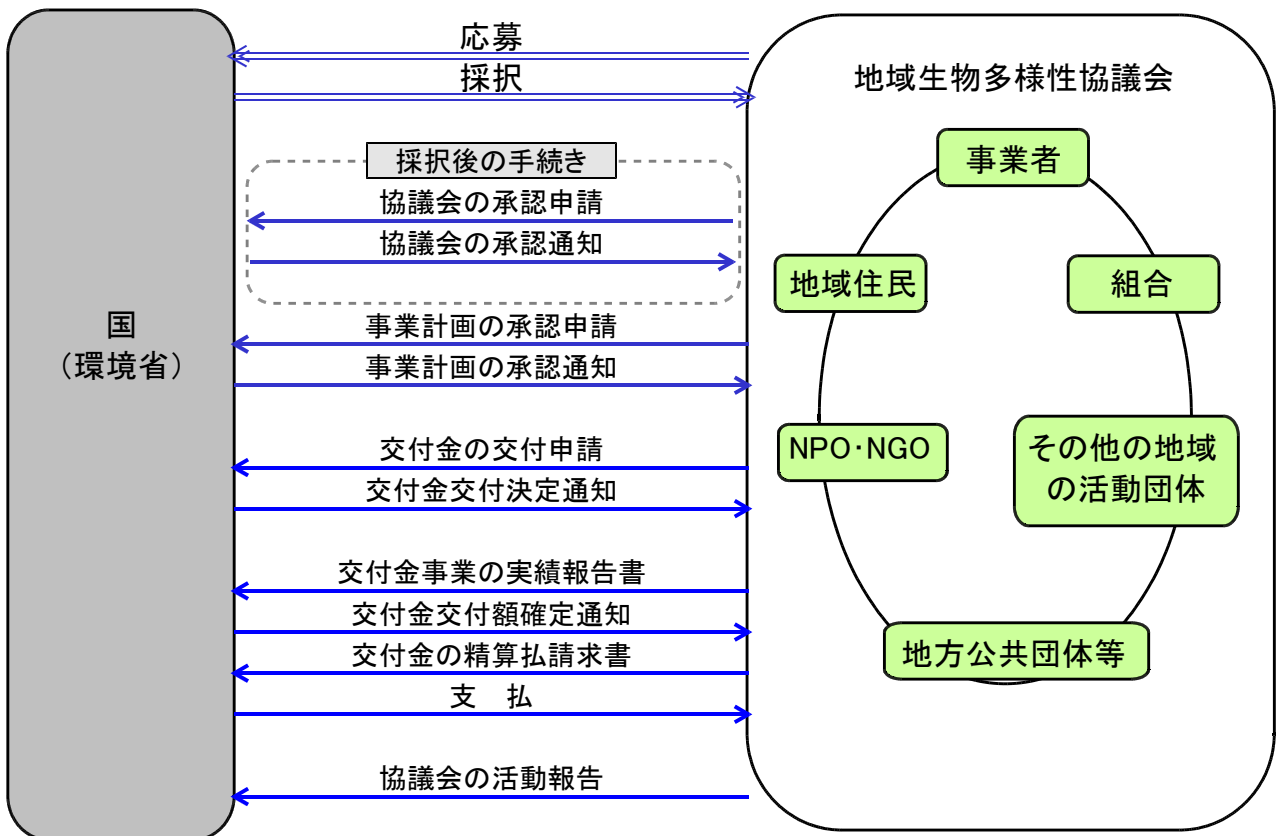 応募
採択
採択後の手続き
協議会の承認申請
協議会の承認通知
事業計画の承認申請
事業計画の承認通知
交付金の交付申請
交付金交付決定通知
交付金事業の実績報告書
交付金交付額確定通知
交付金の精算払請求書
支　払
協議会の活動報告
国
（環境省）
地域生物多様性協議会
事業者
地域住民
組合
NPO・NGO
その他の地域
の活動団体
地方公共団体等